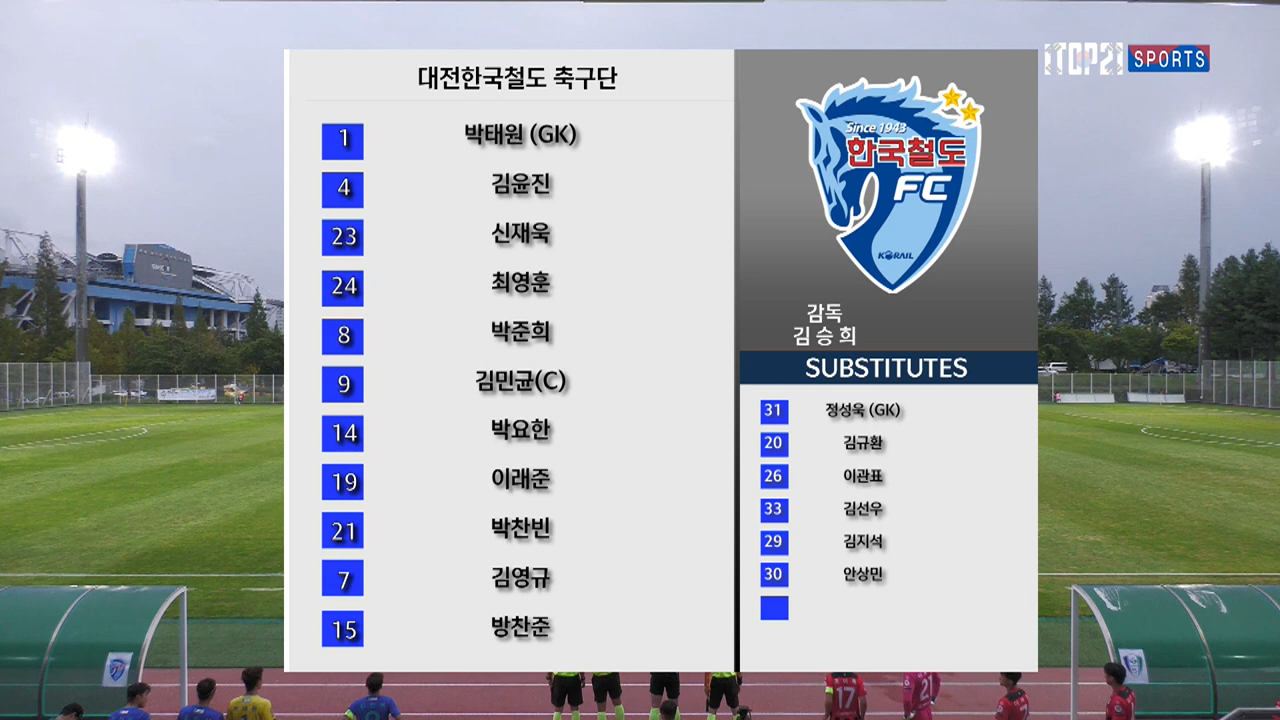 대전한국철도 축구단
1 박태원 (GK)
4 김윤진
23 신재욱
24 최영훈
8 박준희
9 김민균(C)
14 박요한
19 이래준
21 박찬빈
7 김영규
15 방찬준
TOP21 SPORTS
Since 1943
한국철도
FC
KORAIL
감독
김승희
SUBSTITUTES
31 정성욱 (GK)
20 김규환
26 이관표
33 김선우
29 김지석
30 안상민
17
21
7